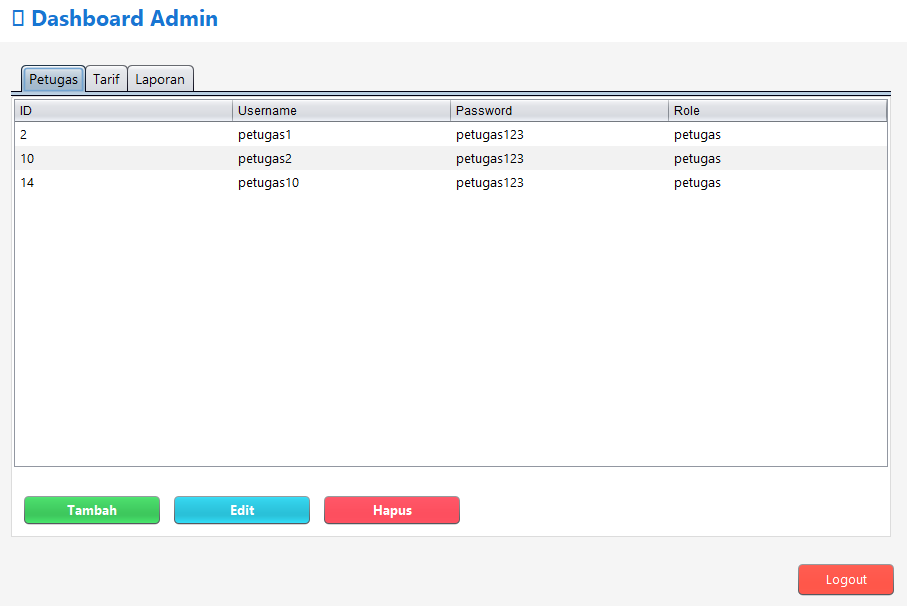 Dashboard Admin
Petugas Tarif Laporan
ID Username Password Role
2 petugas1 petugas123 petugas
10 petugas2 petugas123 petugas
14 petugas10 petugas123 petugas
Tambah Edit Hapus
Logout